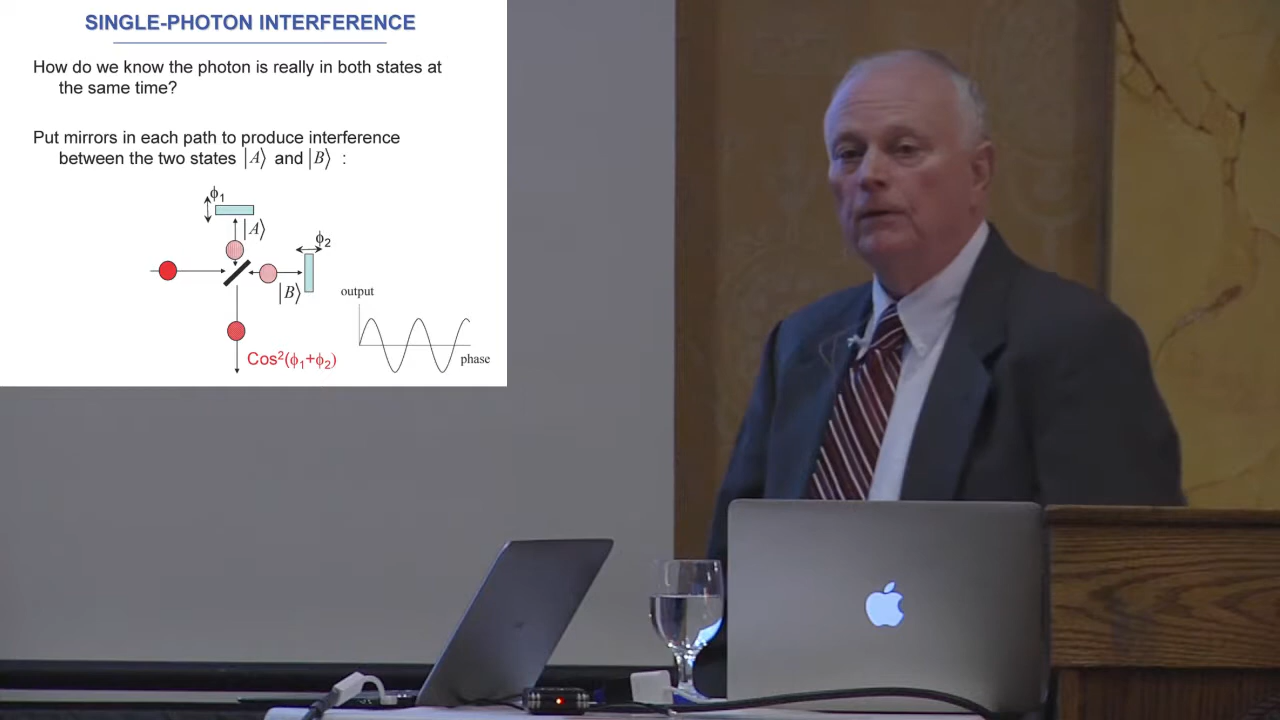 SINGLE-PHOTON INTERFERENCE
How do we know the photon is really in both states at
the same time?
Put mirrors in each path to produce interference
between the two states |A⟩ and |B⟩ :
ϕ₁
|A⟩
ϕ₂
|B⟩
output
phase
Cos²(ϕ₁+ϕ₂)